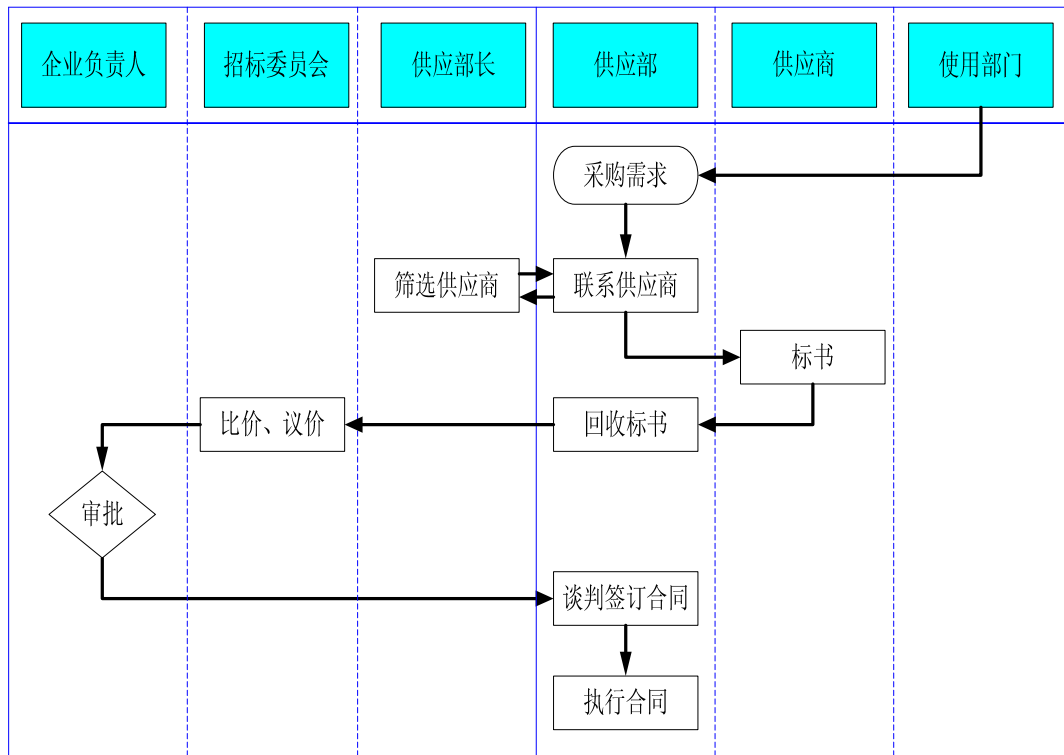 企业负责人
招标委员会
供应部长
供应部
供应商
使用部门
采购需求
筛选供应商
联系供应商
标书
比价、议价
回收标书
审批
谈判签订合同
执行合同